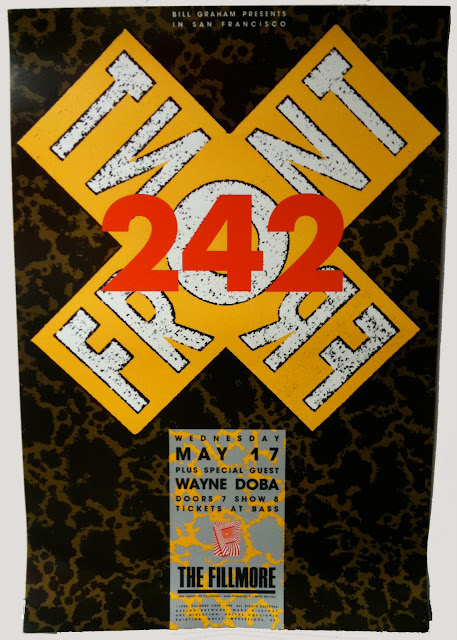 BILL GRAHAM PRESENTS
IN SAN FRANCISCO
FRONT
FRONT
242
WEDNESDAY
MAY 17
PLUS SPECIAL GUEST
WAYNE DOBA
DOORS 7 SHOW 8
TICKETS AT BASS
THE FILLMORE